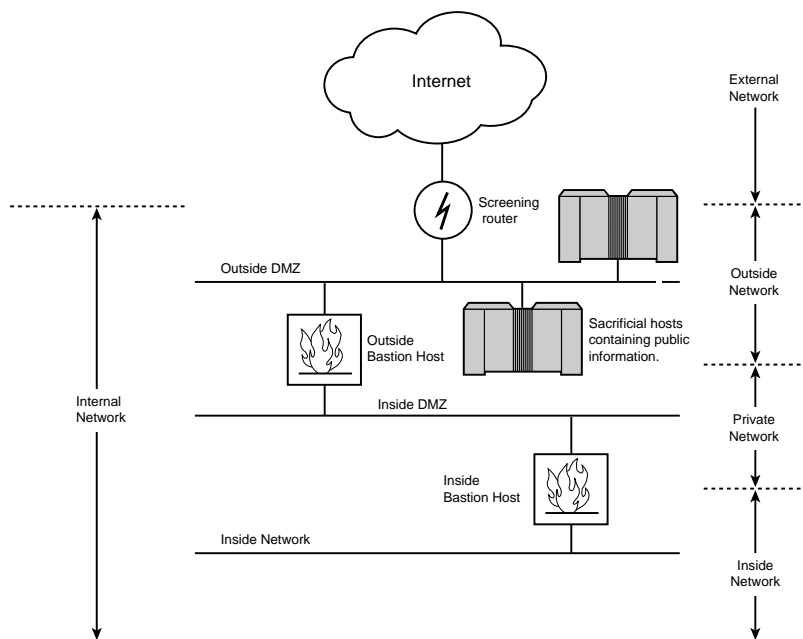 Internet
External
Network
Screening
router
Outside DMZ
Outside
Network
Sacrificial hosts
containing public
information.
Outside
Bastion Host
Internal
Network
Inside DMZ
Private
Network
Inside
Bastion Host
Inside Network
Inside
Network